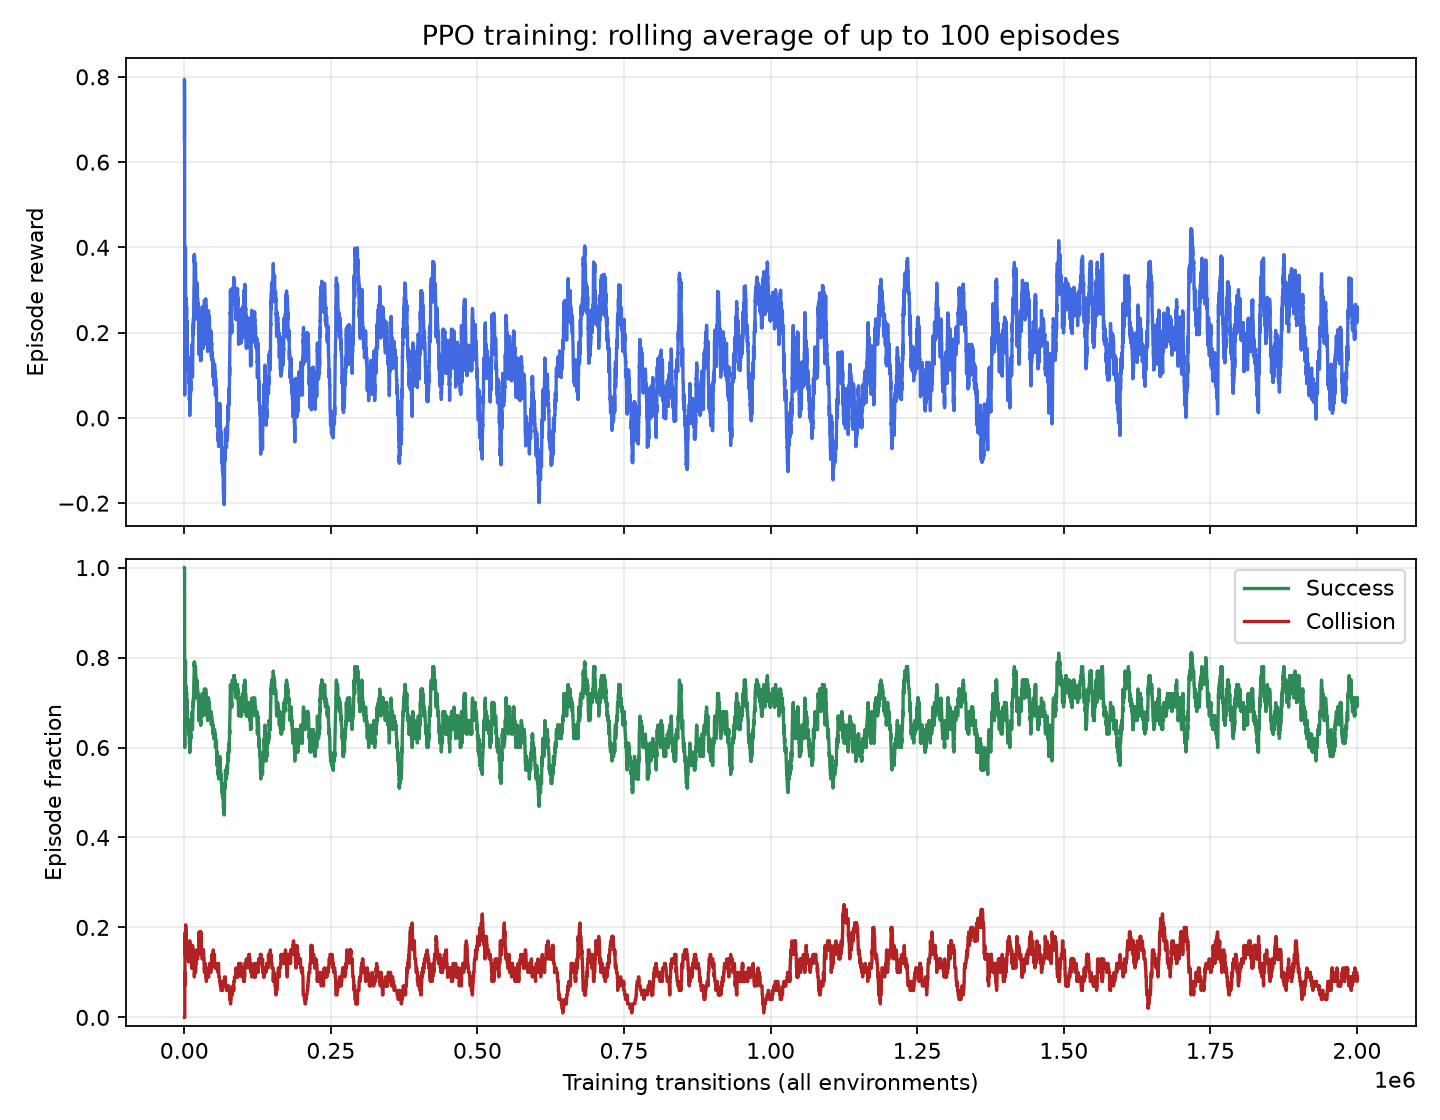 PPO training: rolling average of up to 100 episodes
Episode reward
0.8
0.6
0.4
0.2
0.0
−0.2
Episode fraction
1.0
0.8
0.6
0.4
0.2
0.0
Success
Collision
0.00 0.25 0.50 0.75 1.00 1.25 1.50 1.75 2.00
1e6
Training transitions (all environments)